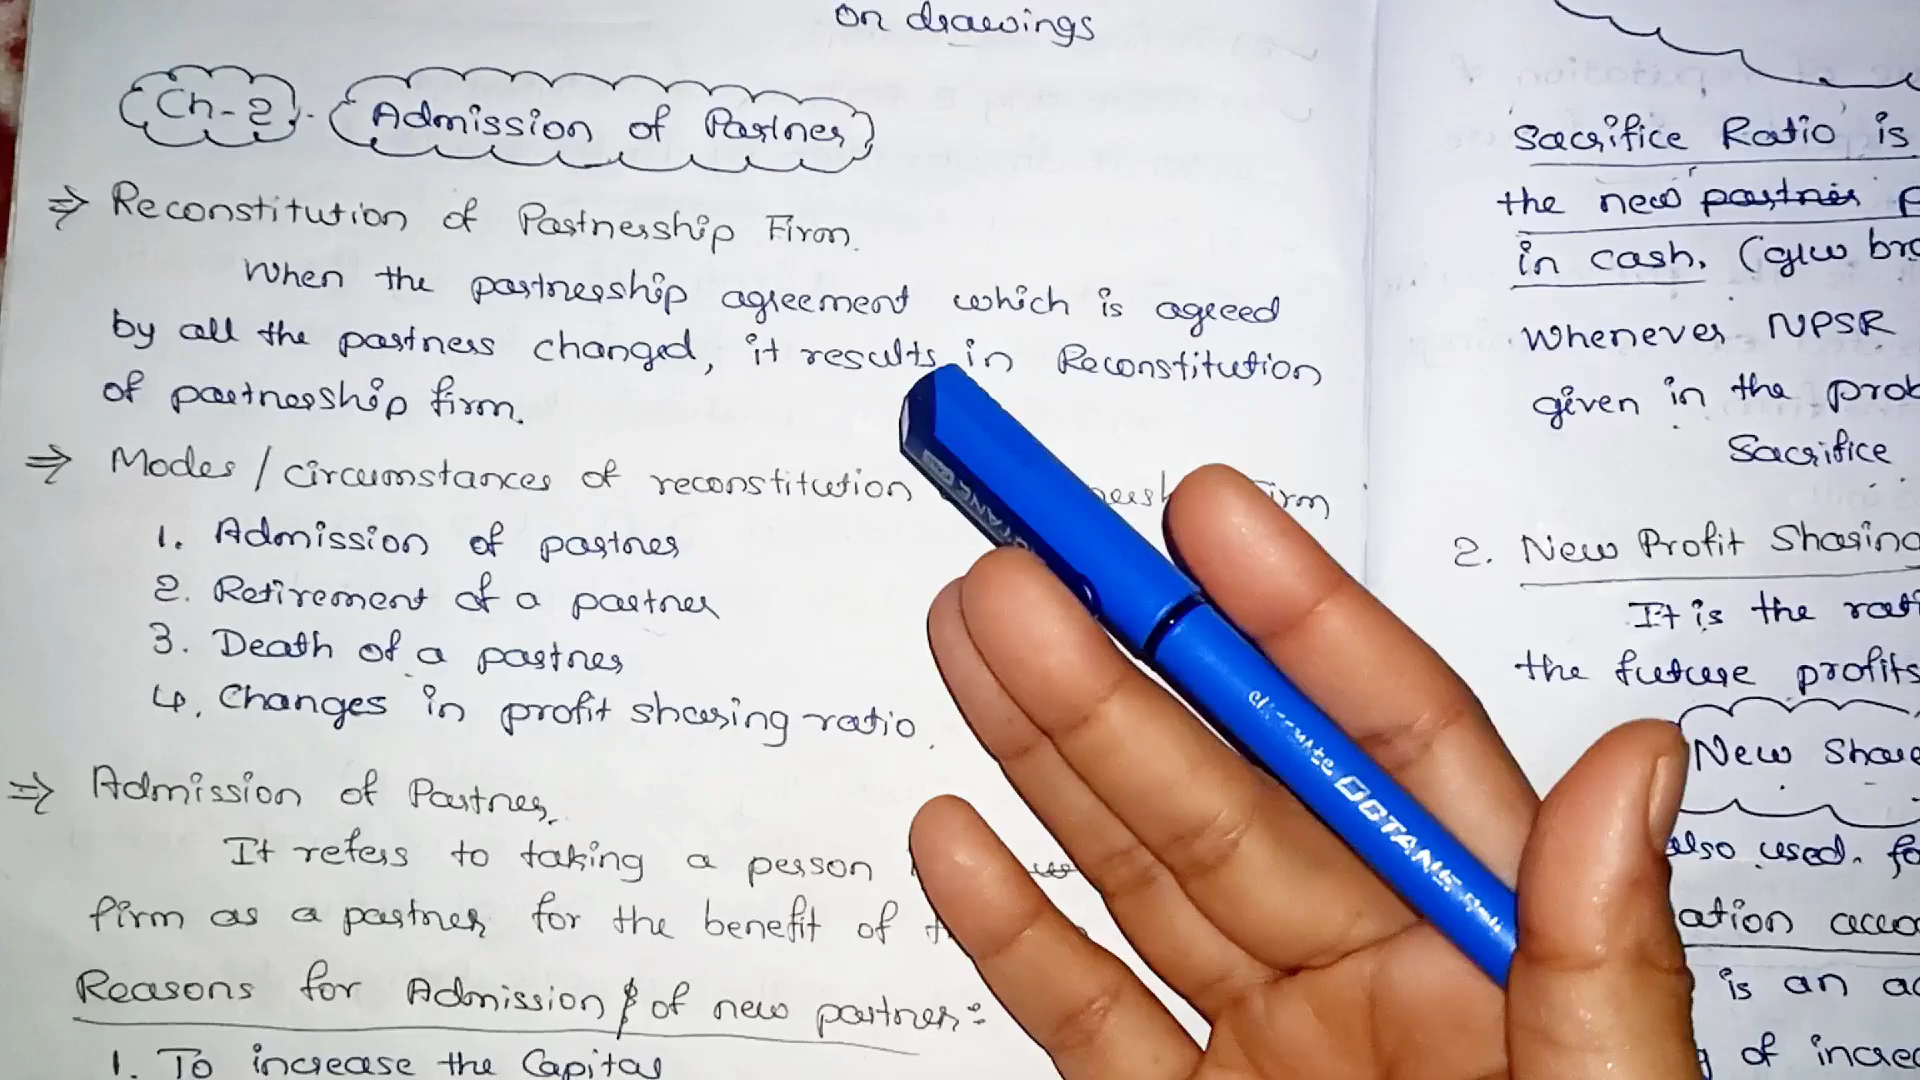 on drawings
Ch-2. Admission of Partner
⇒ Reconstitution of Partnership Firm.
When the partnership agreement which is agreed
by all the partners changed, it results in Reconstitution
of partnership firm.
⇒ Modes / circumstances of reconstitution
1. Admission of partner
2. Retirement of a partner
3. Death of a partner
4. Changes in profit sharing ratio.
⇒ Admission of Partner.
It refers to taking a person
firm as a partner for the benefit of
Reasons for Admission of new partner:-
1. To increase the Capital
Sacrifice Ratio is
the new partner
in cash.
Whenever NPSR
given in the
Sacrifice
2. New Profit Sharing
It is the
the future profits
New Share
also used.
is an
of
OCTANE